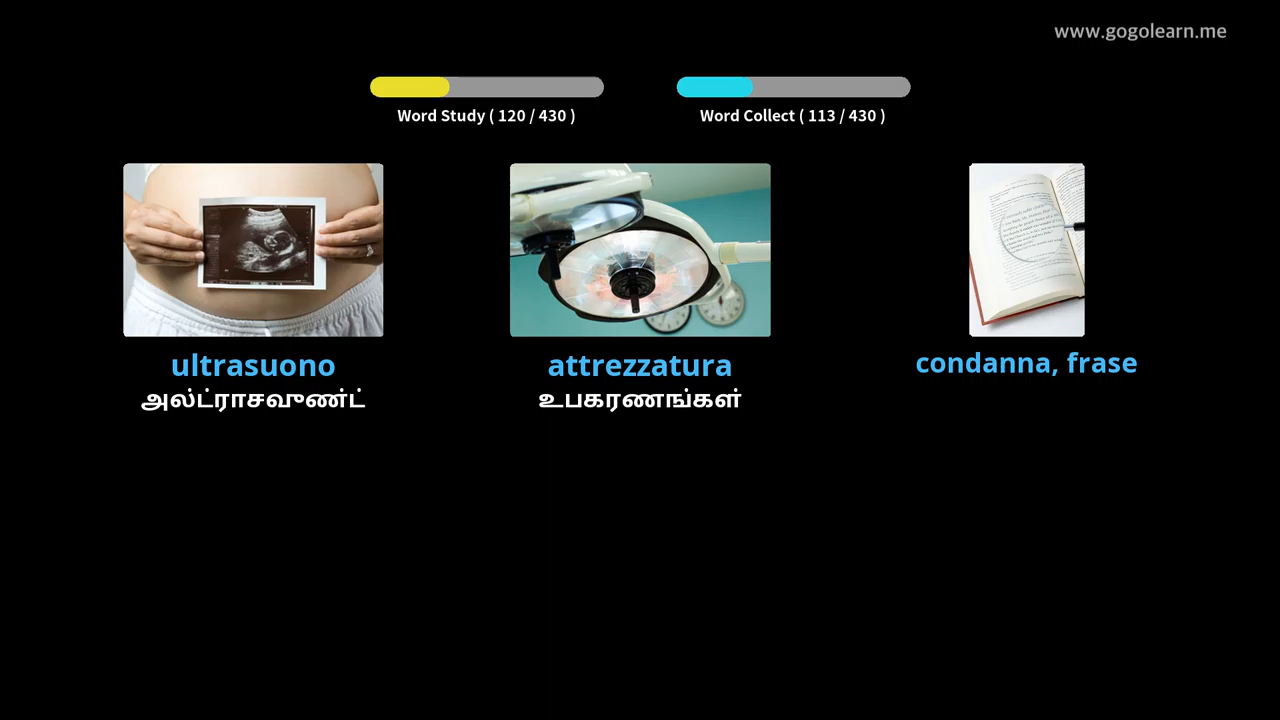 www.gogolearn.me
Word Study ( 120 / 430 )
Word Collect ( 113 / 430 )
ultrasuono
அல்ட்ராசவுண்ட்
attrezzatura
உபகரணங்கள்
condanna, frase